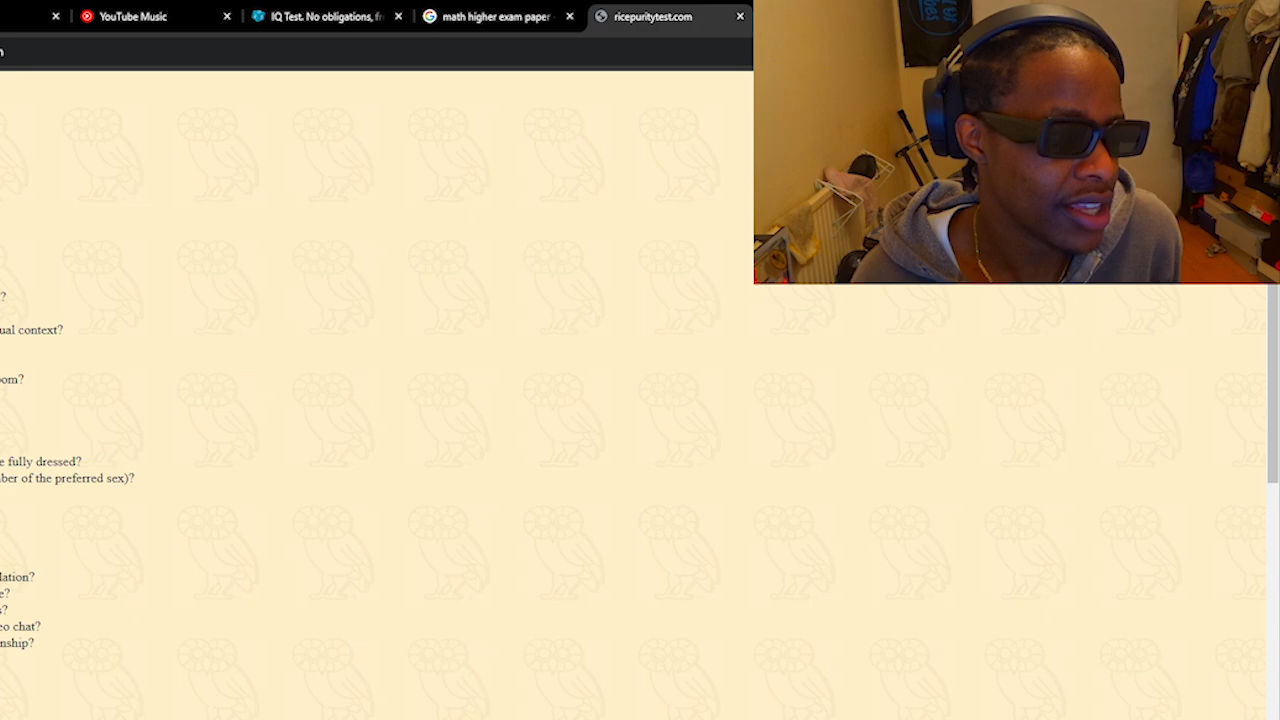 YouTube Music
IQ Test. No obligations, fr
math higher exam paper
ricepuritytest.com
n
?
ual context?
oom?
e fully dressed?
ber of the preferred sex)?
lation?
e?
s?
eo chat?
nship?